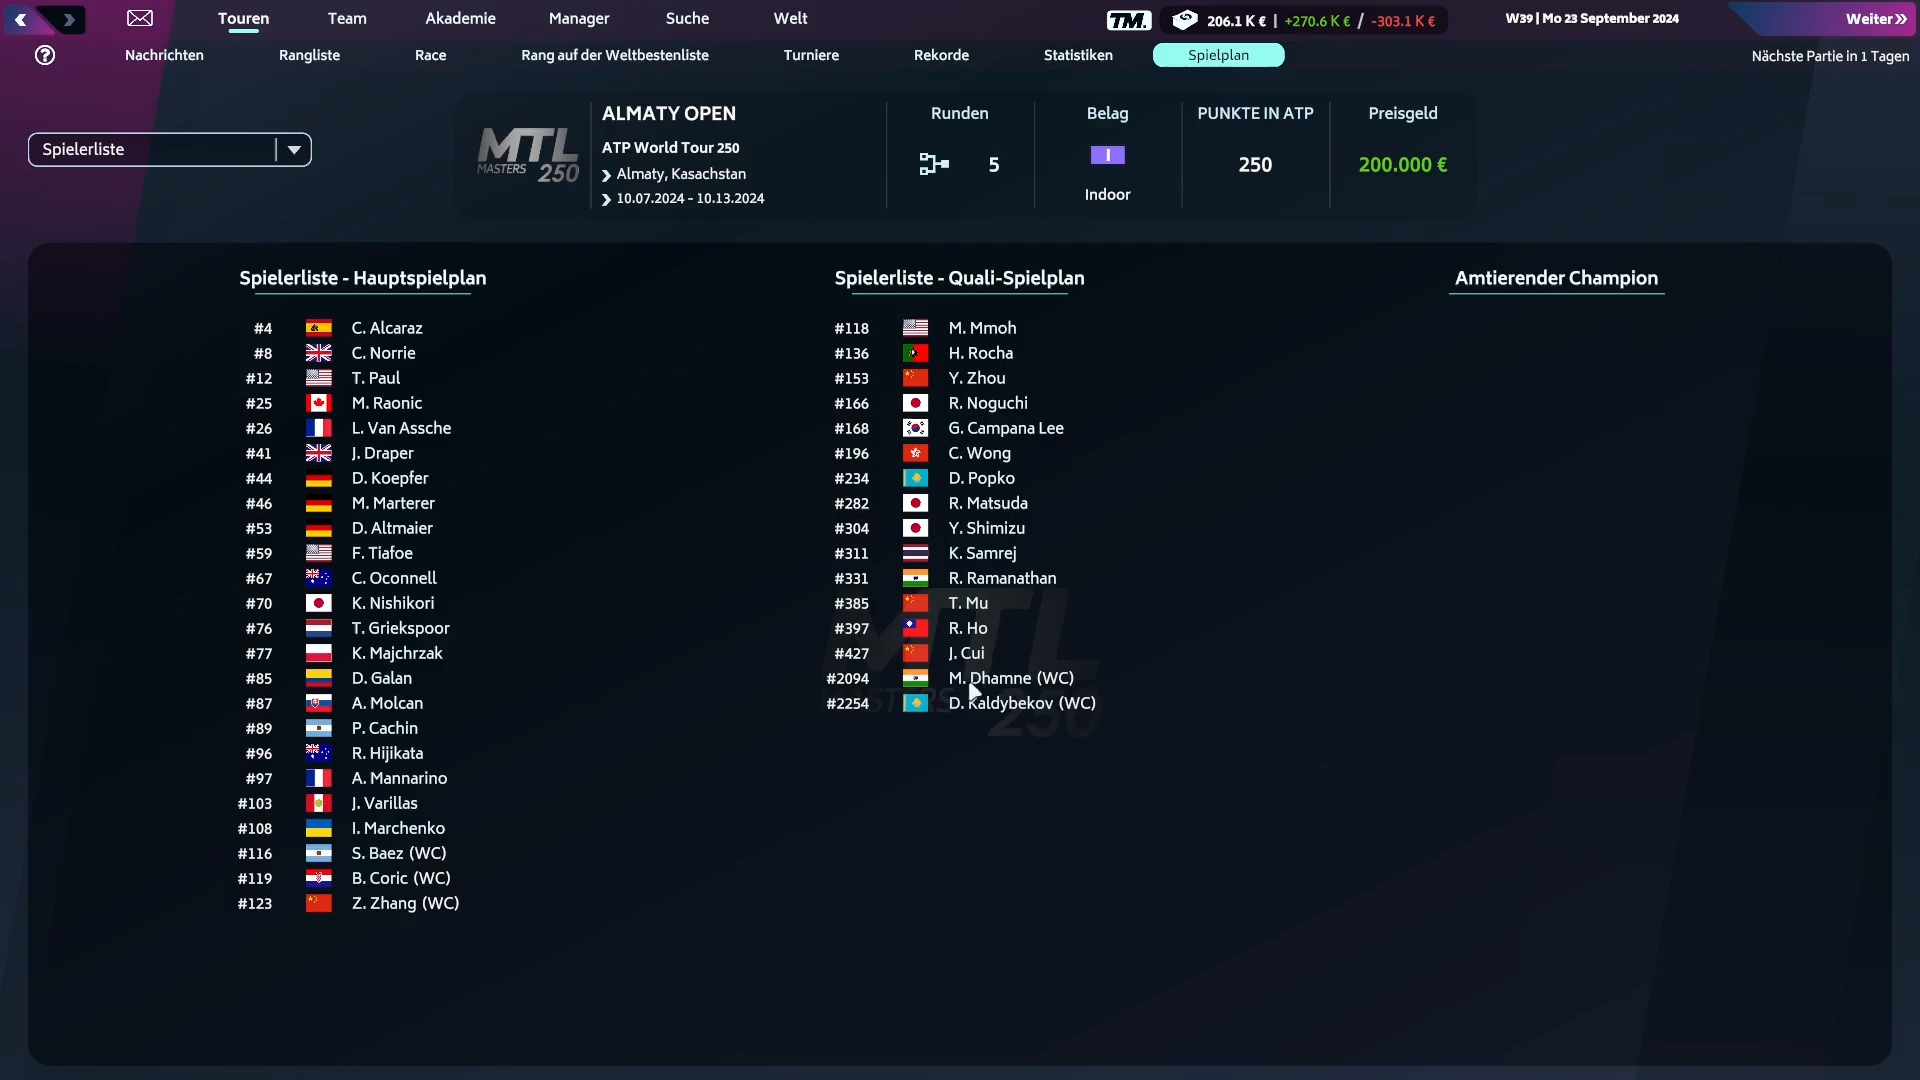 Touren
Team
Akademie
Manager
Suche
Welt
TM.
206.1 K € | +270.6 K € / -303.1 K €
W39 | Mo 23 September 2024
Weiter
Nachrichten
Rangliste
Race
Rang auf der Weltbestenliste
Turniere
Rekorde
Statistiken
Spielplan
Nächste Partie in 1 Tagen
Spielerliste
MTL
MASTERS 250
ALMATY OPEN
ATP World Tour 250
Almaty, Kasachstan
10.07.2024 - 10.13.2024
Runden
5
Belag
I
Indoor
PUNKTE IN ATP
250
Preisgeld
200.000 €
Spielerliste - Hauptspielplan
#4 C. Alcaraz
#8 C. Norrie
#12 T. Paul
#25 M. Raonic
#26 L. Van Assche
#41 J. Draper
#44 D. Koepfer
#46 M. Marterer
#53 D. Altmaier
#59 F. Tiafoe
#67 C. Oconnell
#70 K. Nishikori
#76 T. Griekspoor
#77 K. Majchrzak
#85 D. Galan
#87 A. Molcan
#89 P. Cachin
#96 R. Hijikata
#97 A. Mannarino
#103 J. Varillas
#108 I. Marchenko
#116 S. Baez (WC)
#119 B. Coric (WC)
#123 Z. Zhang (WC)
Spielerliste - Quali-Spielplan
#118 M. Mmoh
#136 H. Rocha
#153 Y. Zhou
#166 R. Noguchi
#168 G. Campana Lee
#196 C. Wong
#234 D. Popko
#282 R. Matsuda
#304 Y. Shimizu
#311 K. Samrej
#331 R. Ramanathan
#385 T. Mu
#397 R. Ho
#427 J. Cui
#2094 M. Dhamne (WC)
#2254 D. Kaldybekov (WC)
MTL
MASTERS 250
Amtierender Champion